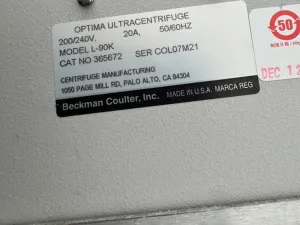 OPTIMA ULTRACENTRIFUGE
200/240V, 20A, 50/60HZ
MODEL L-90K
CAT NO 365672 SER COL07M21
CENTRIFUGE MANUFACTURING
1050 PAGE MILL RD, PALO ALTO, CA 94304
Beckman Coulter, Inc. MADE IN U.S.A. MARCA REG
50
DEC 12